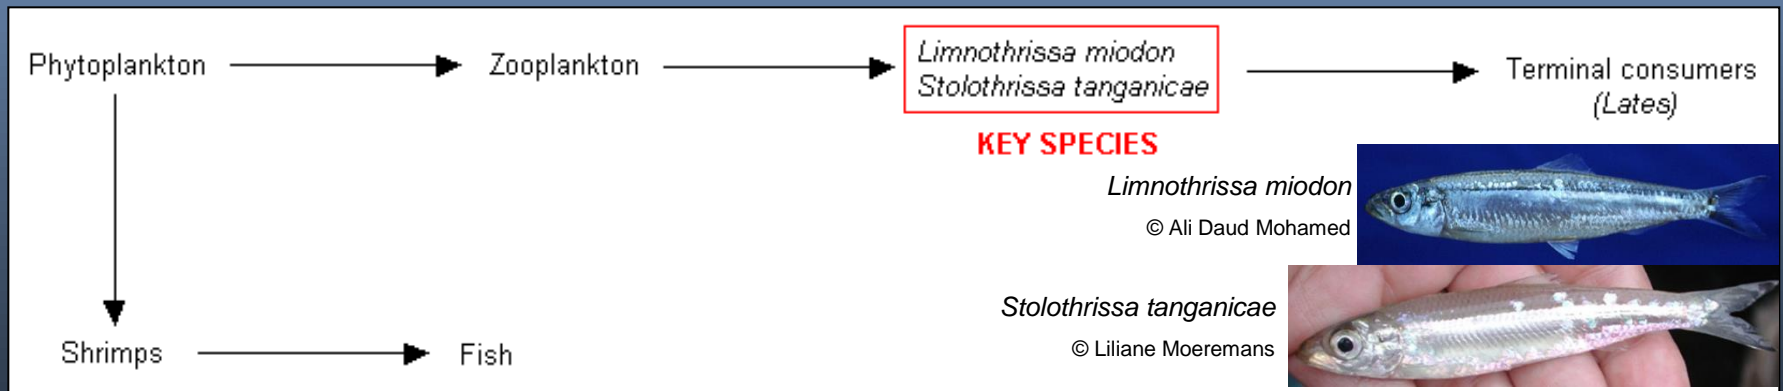 Phytoplankton
Zooplankton
Limnothrissa miodon
Stolothrissa tanganicae
Terminal consumers
(Lates)
KEY SPECIES
Limnothrissa miodon
© Ali Daud Mohamed
Stolothrissa tanganicae
© Liliane Moeremans
Shrimps
Fish